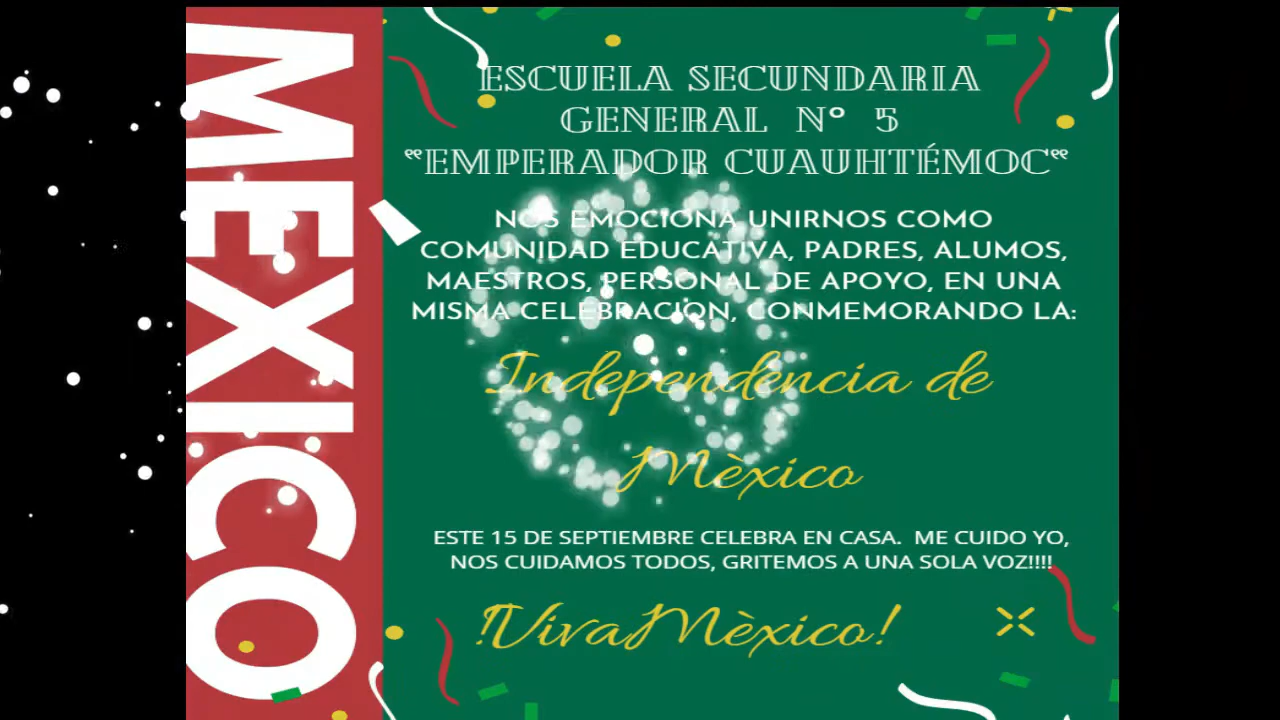 MÉXICO
ESCUELA SECUNDARIA
GENERAL Nº 5
"EMPERADOR CUAUHTÉMOC"
NOS EMOCIONA UNIRNOS COMO
COMUNIDAD EDUCATIVA, PADRES, ALUMOS,
MAESTROS, PERSONAL DE APOYO, EN UNA
MISMA CELEBRACION, CONMEMORANDO LA:
Independencia de
Mèxico
ESTE 15 DE SEPTIEMBRE CELEBRA EN CASA. ME CUIDO YO,
NOS CUIDAMOS TODOS, GRITEMOS A UNA SOLA VOZ!!!!
!Viva Mèxico!